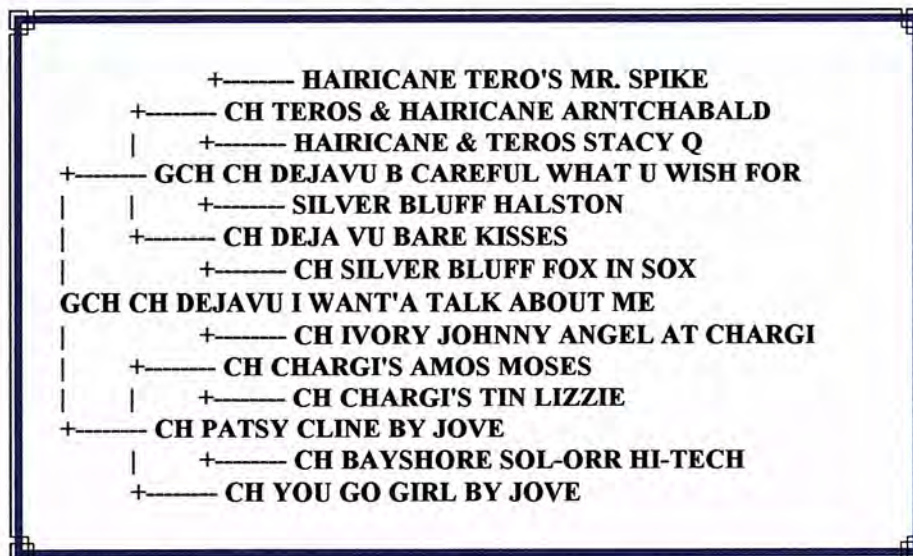 +-------- HAIRICANE TERO'S MR. SPIKE
+-------- CH TEROS & HAIRICANE ARNTCHABALD
| +-------- HAIRICANE & TEROS STACY Q
+-------- GCH CH DEJAVU B CAREFUL WHAT U WISH FOR
| | +-------- SILVER BLUFF HALSTON
| +-------- CH DEJA VU BARE KISSES
| +-------- CH SILVER BLUFF FOX IN SOX
GCH CH DEJAVU I WANT'A TALK ABOUT ME
| +-------- CH IVORY JOHNNY ANGEL AT CHARGI
| +-------- CH CHARGI'S AMOS MOSES
| | +-------- CH CHARGI'S TIN LIZZIE
+-------- CH PATSY CLINE BY JOVE
| +-------- CH BAYSHORE SOL-ORR HI-TECH
+-------- CH YOU GO GIRL BY JOVE